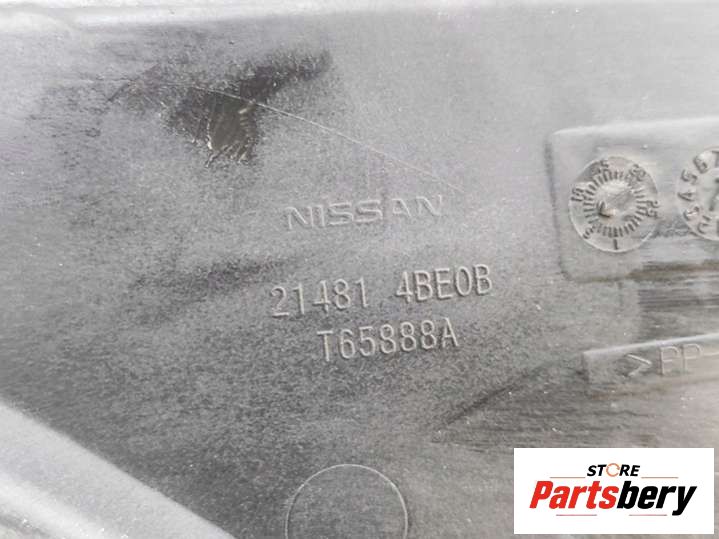 NISSAN
21481 4BE0B
T65888A
>PP
STORE
Partsbery